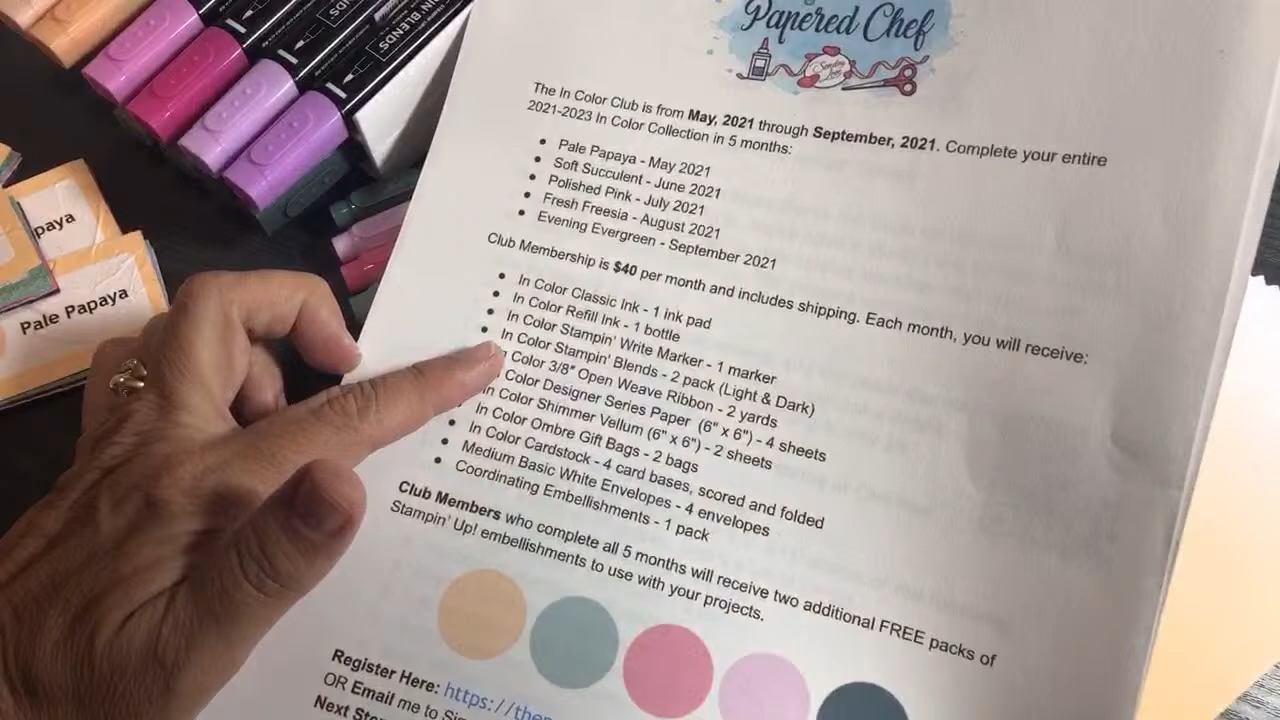 Papered Chef
The In Color Club is from May, 2021 through September, 2021. Complete your entire
2021-2023 In Color Collection in 5 months:
• Pale Papaya - May 2021
• Soft Succulent - June 2021
• Polished Pink - July 2021
• Fresh Freesia - August 2021
• Evening Evergreen - September 2021
Club Membership is $40 per month and includes shipping. Each month, you will receive:
• In Color Classic Ink - 1 ink pad
• In Color Refill Ink - 1 bottle
• In Color Stampin' Write Marker - 1 marker
• In Color Stampin' Blends - 2 pack (Light & Dark)
Color 3/8" Open Weave Ribbon - 2 yards
Color Designer Series Paper (6" x 6") - 4 sheets
In Color Shimmer Vellum (6" x 6") - 2 sheets
• In Color Ombre Gift Bags - 2 bags
• In Color Cardstock - 4 card bases, scored and folded
• Medium Basic White Envelopes - 4 envelopes
• Coordinating Embellishments - 1 pack
Club Members who complete all 5 months will receive two additional FREE packs of
Stampin' Up! embellishments to use with your projects.
Register Here: https://the
OR Email me to
Next
paya
Pale Papaya
BLENDS